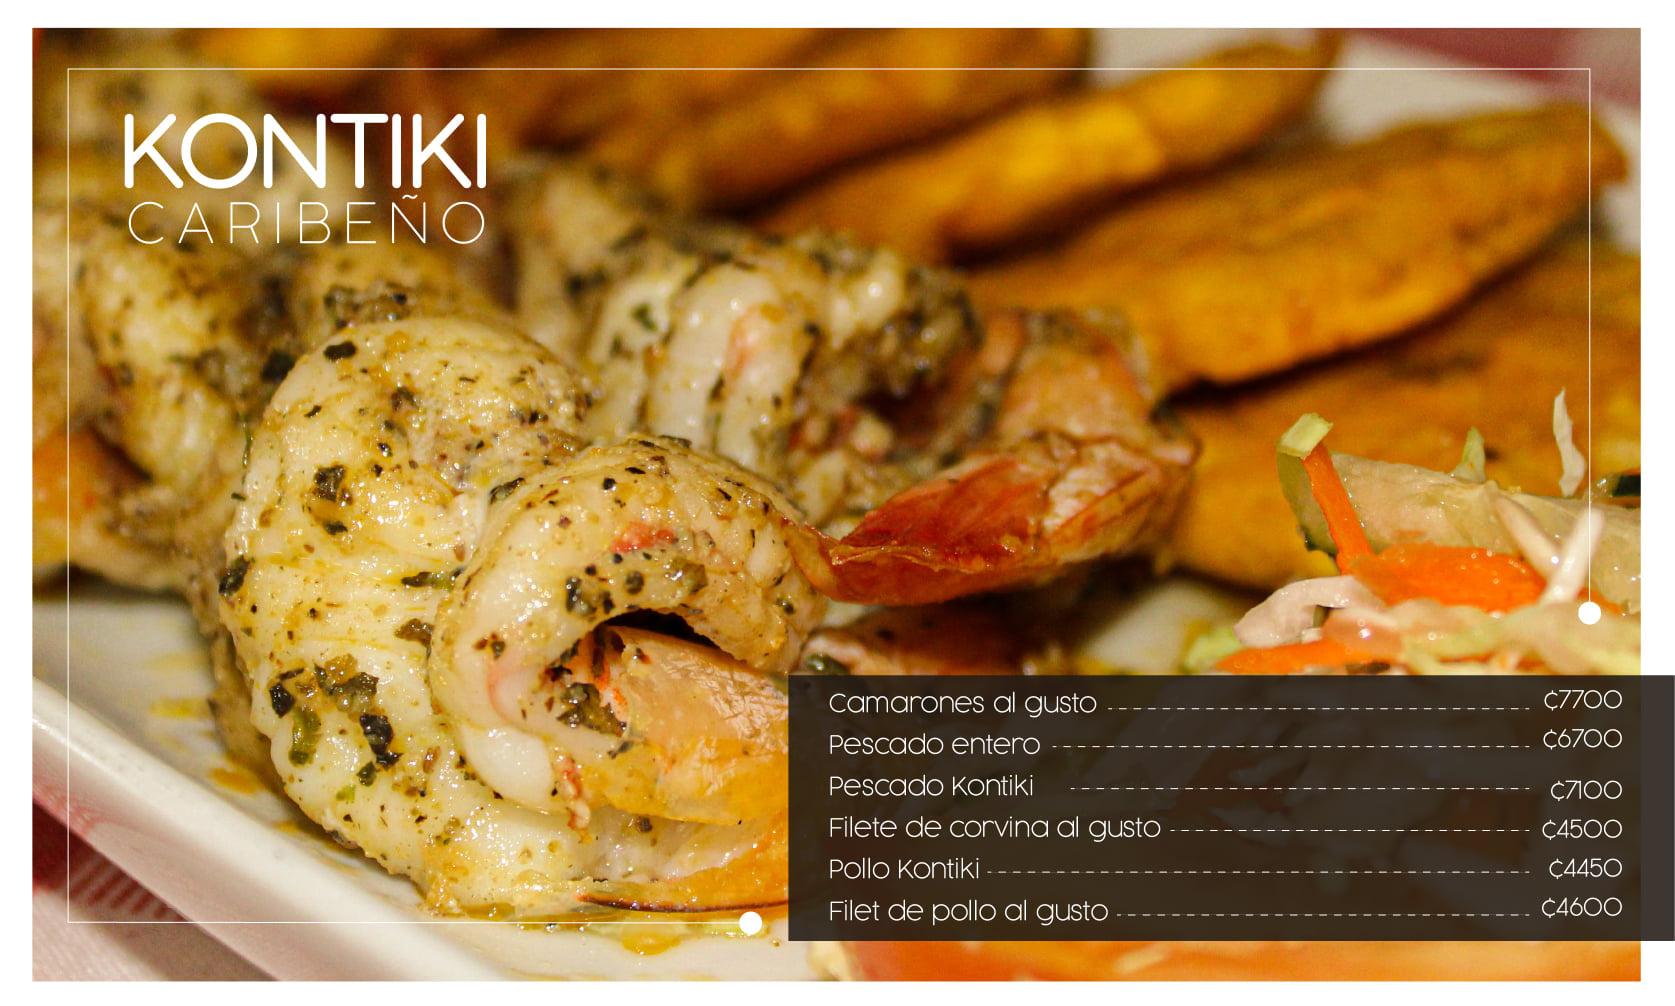 KONTIKI
CARIBEÑO
Camarones al gusto ₡7700
Pescado entero ₡6700
Pescado Kontiki ₡7100
Filete de corvina al gusto ₡4500
Pollo Kontiki ₡4450
Filet de pollo al gusto ₡4600